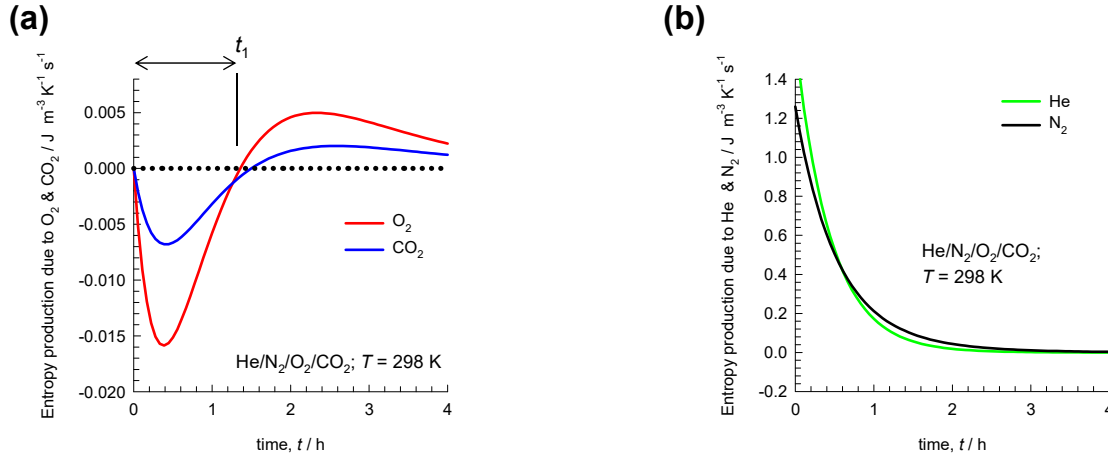 (a)
t₁
Entropy production due to O₂ & CO₂ / J m⁻³ K⁻¹ s⁻¹
0.005
0.000
-0.005
-0.010
-0.015
-0.020
O₂
CO₂
He/N₂/O₂/CO₂; T = 298 K
0 1 2 3 4
time, t / h
(b)
Entropy production due to He & N₂ / J m⁻³ K⁻¹ s⁻¹
1.4
1.2
1.0
0.8
0.6
0.4
0.2
0.0
-0.2
He
N₂
He/N₂/O₂/CO₂;
T = 298 K
0 1 2 3 4
time, t / h